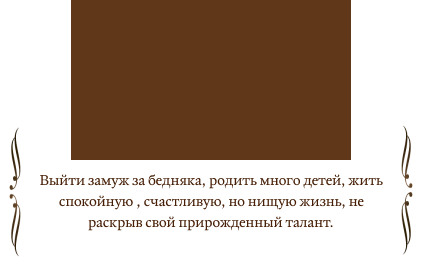 Выйти замуж за бедняка, родить много детей, жить
спокойную , счастливую, но нищую жизнь, не
раскрыв свой прирожденный талант.